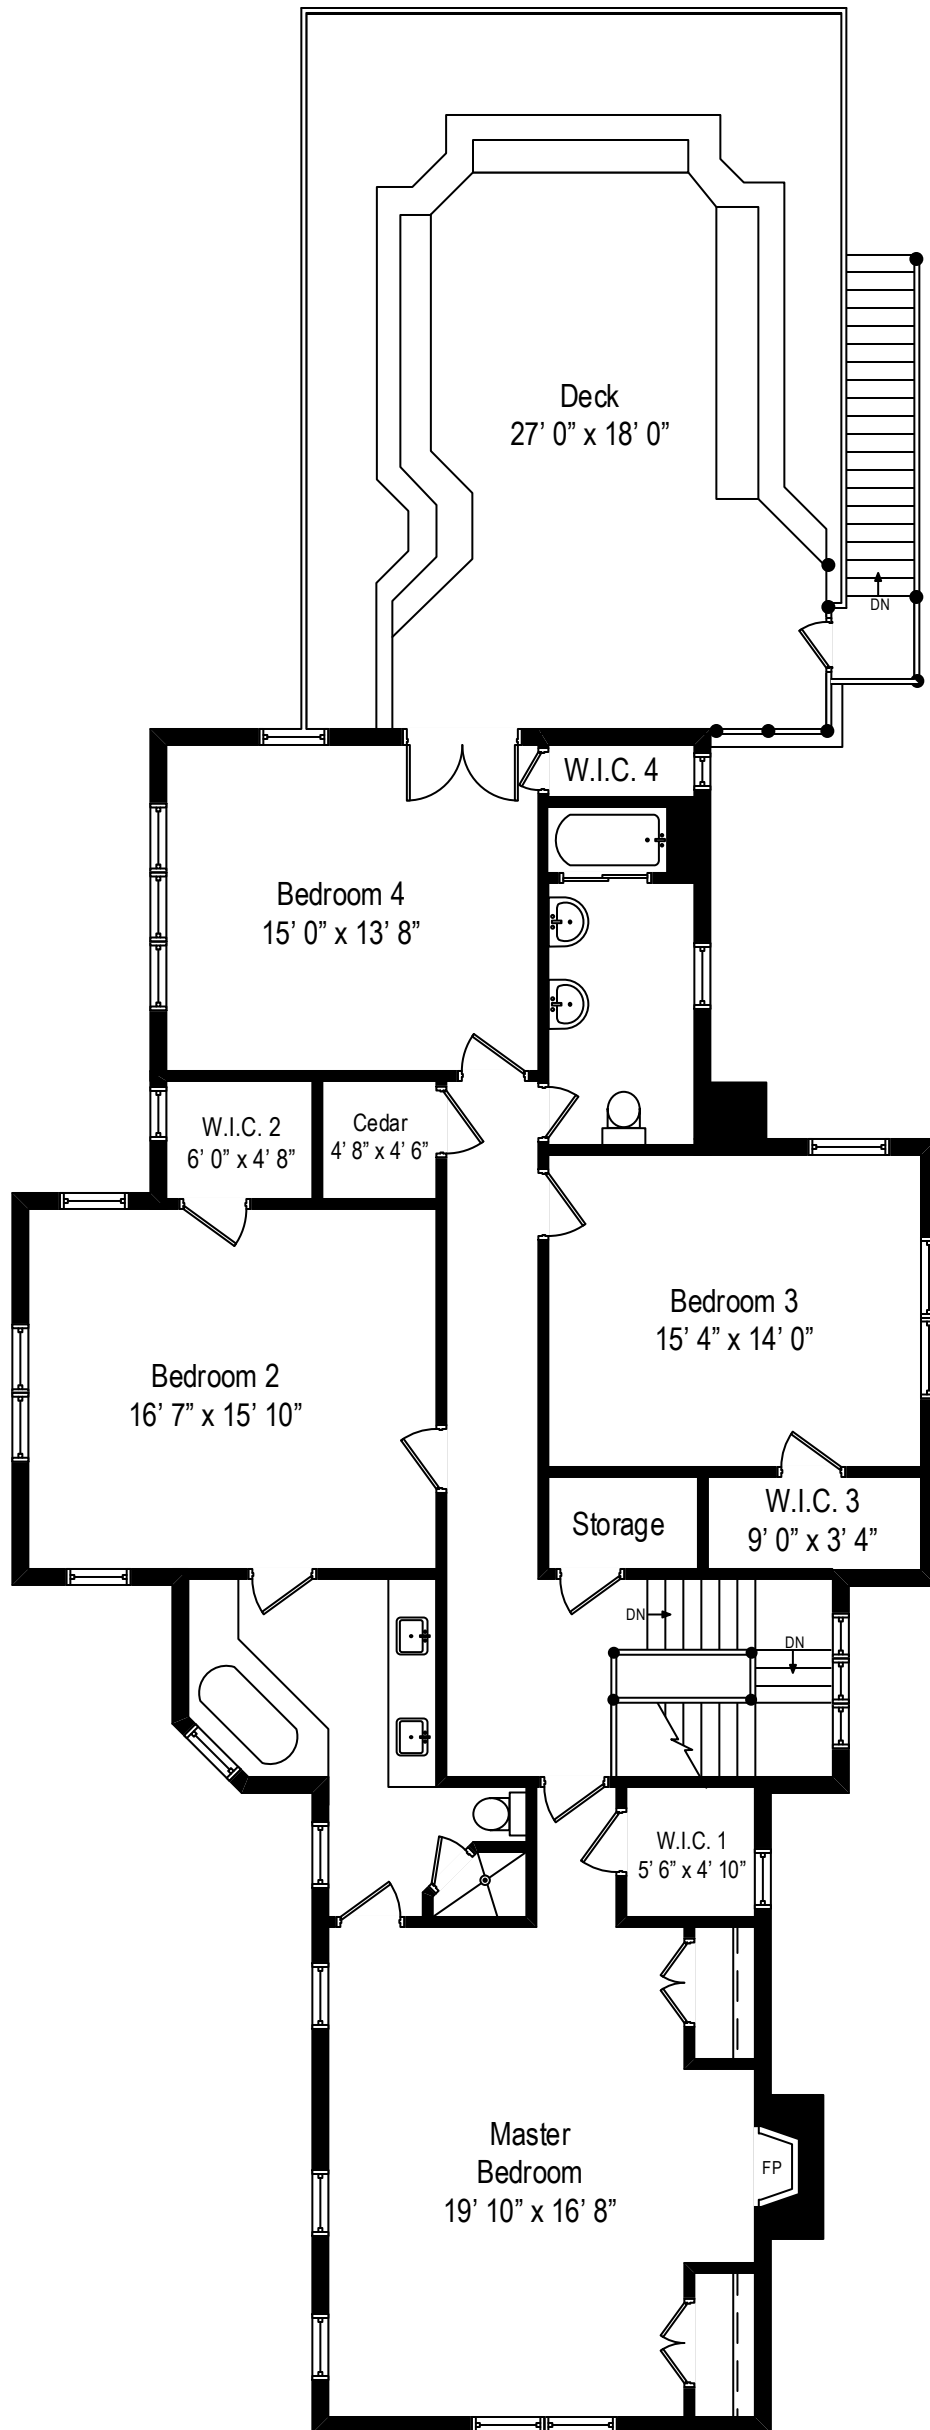 Deck
27’ 0” x 18’ 0”
DN
W.I.C. 4
Bedroom 4
15’ 0” x 13’ 8”
W.I.C. 2
6’ 0” x 4’ 8”
Cedar
4’ 8” x 4’ 6”
Bedroom 3
15’ 4” x 14’ 0”
Bedroom 2
16’ 7” x 15’ 10”
W.I.C. 3
9’ 0” x 3’ 4”
Storage
DN
DN
W.I.C. 1
5’ 6” x 4’ 10”
Master
Bedroom
19’ 10” x 16’ 8”
FP